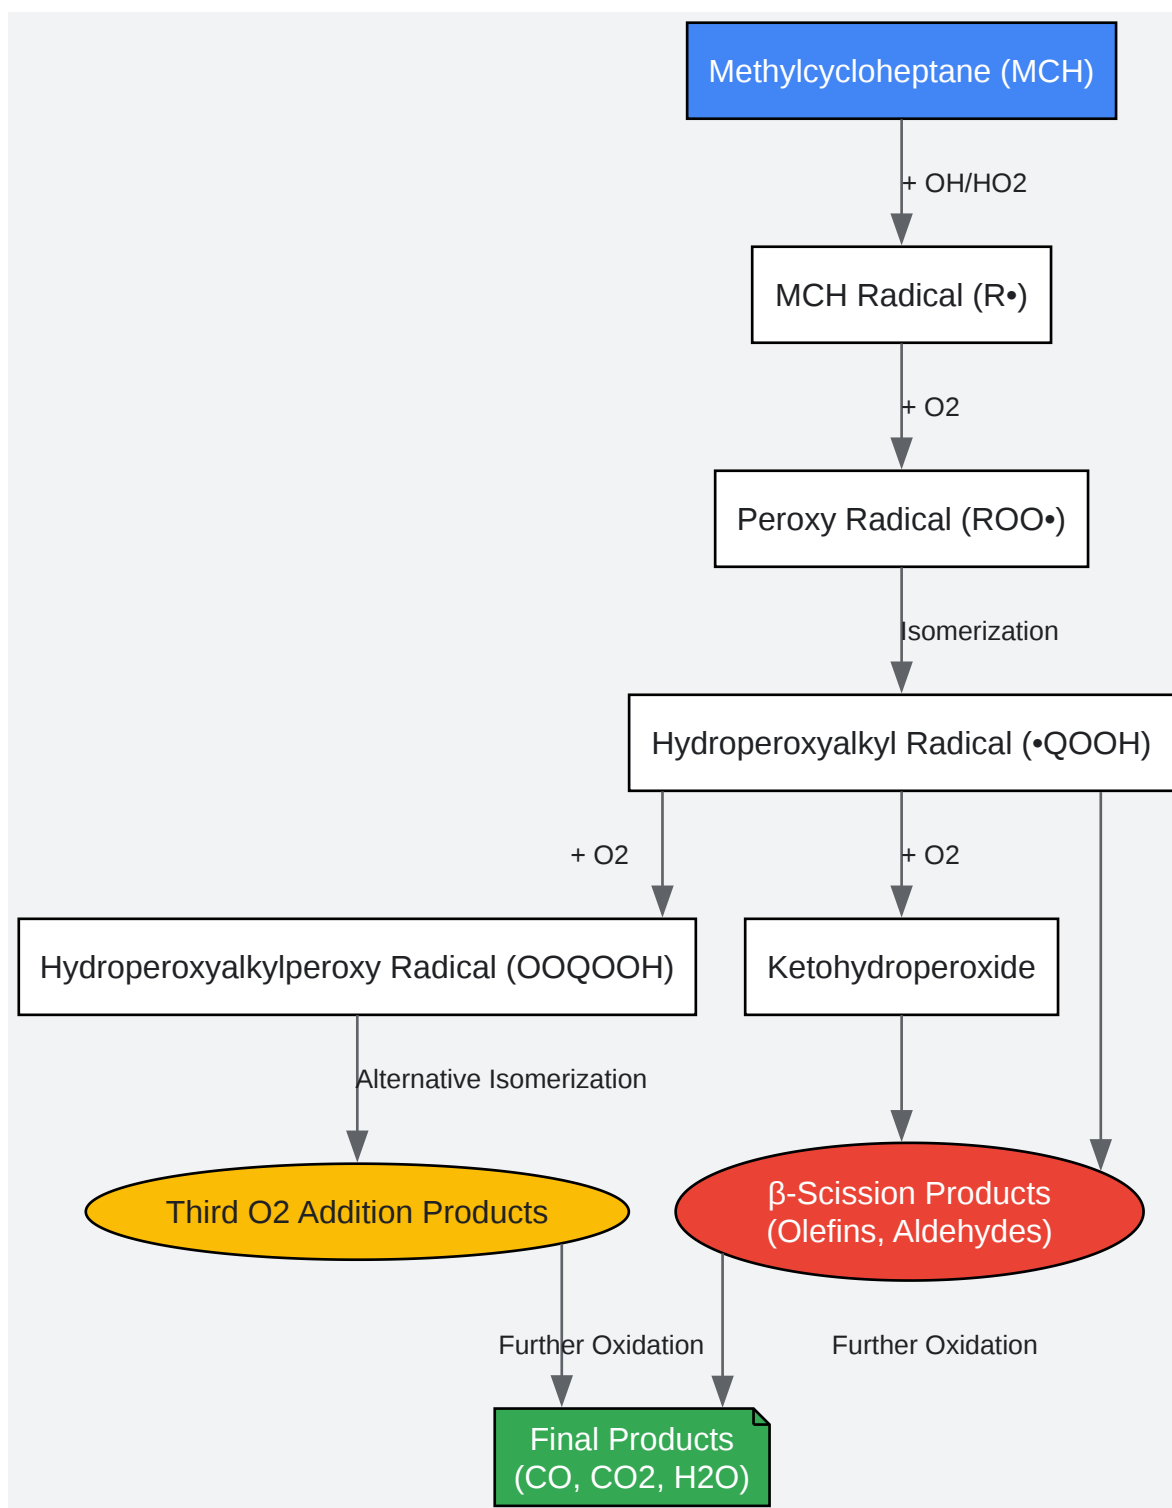 Methylcycloheptane (MCH)
+ OH/HO2
MCH Radical (R•)
+ O2
Peroxy Radical (ROO•)
Isomerization
Hydroperoxyalkyl Radical (•QOOH)
+ O2
+ O2
Hydroperoxyalkylperoxy Radical (OOQOOH)
Ketohydroperoxide
Alternative Isomerization
Third O2 Addition Products
β-Scission Products
(Olefins, Aldehydes)
Further Oxidation
Further Oxidation
Final Products
(CO, CO2, H2O)